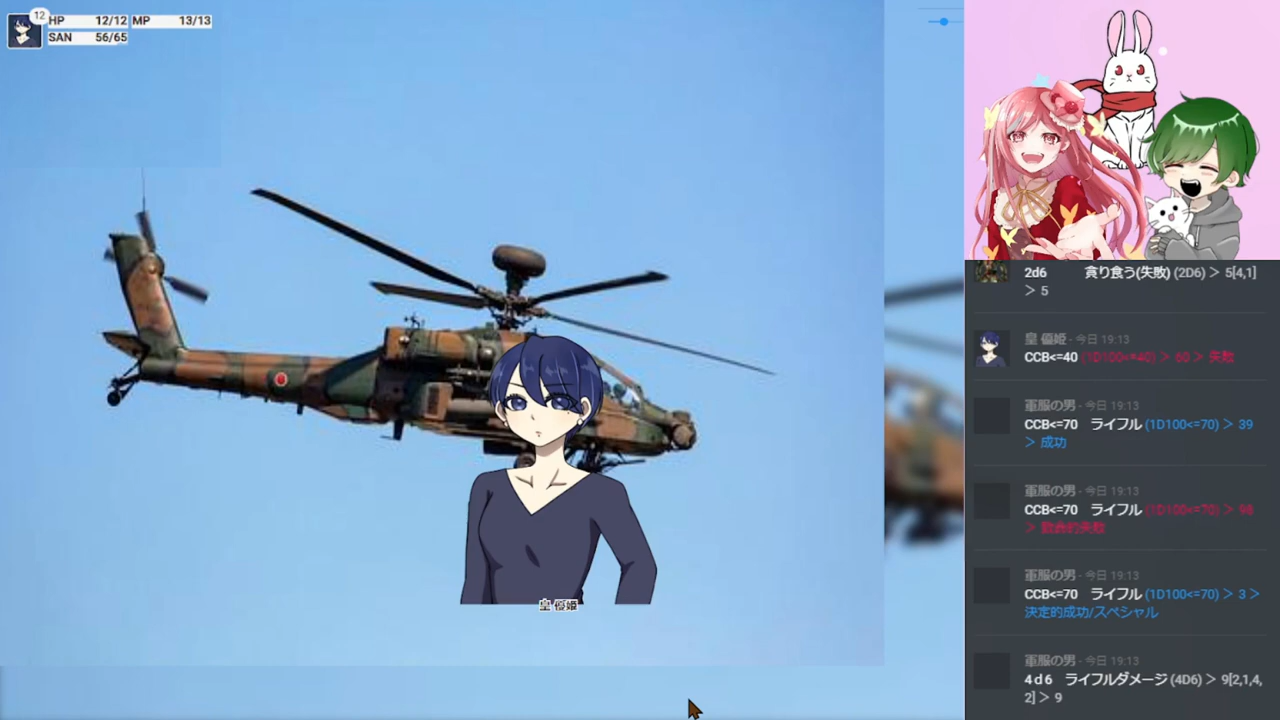 12
HP 12/12 MP 13/13
SAN 56/65
皇 優姫
2d6 貪り食う(失敗) (2D6) > 5[4,1]
> 5
皇 優姫 - 今日 19:13
CCB<=40 (1D100<=40) > 60 > 失敗
軍服の男 - 今日 19:13
CCB<=70 ライフル (1D100<=70) > 39
> 成功
軍服の男 - 今日 19:13
CCB<=70 ライフル (1D100<=70) > 98
> 致命的失敗
軍服の男 - 今日 19:13
CCB<=70 ライフル (1D100<=70) > 3 >
決定的成功/スペシャル
軍服の男 - 今日 19:13
4d6 ライフルダメージ (4D6) > 9[2,1,4,
2] > 9